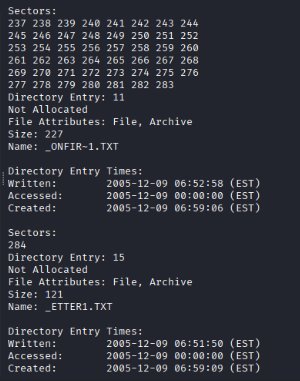 Sectors:
237 238 239 240 241 242 243 244
245 246 247 248 249 250 251 252
253 254 255 256 257 258 259 260
261 262 263 264 265 266 267 268
269 270 271 272 273 274 275 276
277 278 279 280 281 282 283
Directory Entry: 11
Not Allocated
File Attributes: File, Archive
Size: 227
Name: _ONFIR~1.TXT

Directory Entry Times:
Written: 2005-12-09 06:52:58 (EST)
Accessed: 2005-12-09 00:00:00 (EST)
Created: 2005-12-09 06:59:06 (EST)

Sectors:
284
Directory Entry: 15
Not Allocated
File Attributes: File, Archive
Size: 121
Name: _ETTER1.TXT

Directory Entry Times:
Written: 2005-12-09 06:51:50 (EST)
Accessed: 2005-12-09 00:00:00 (EST)
Created: 2005-12-09 06:59:09 (EST)